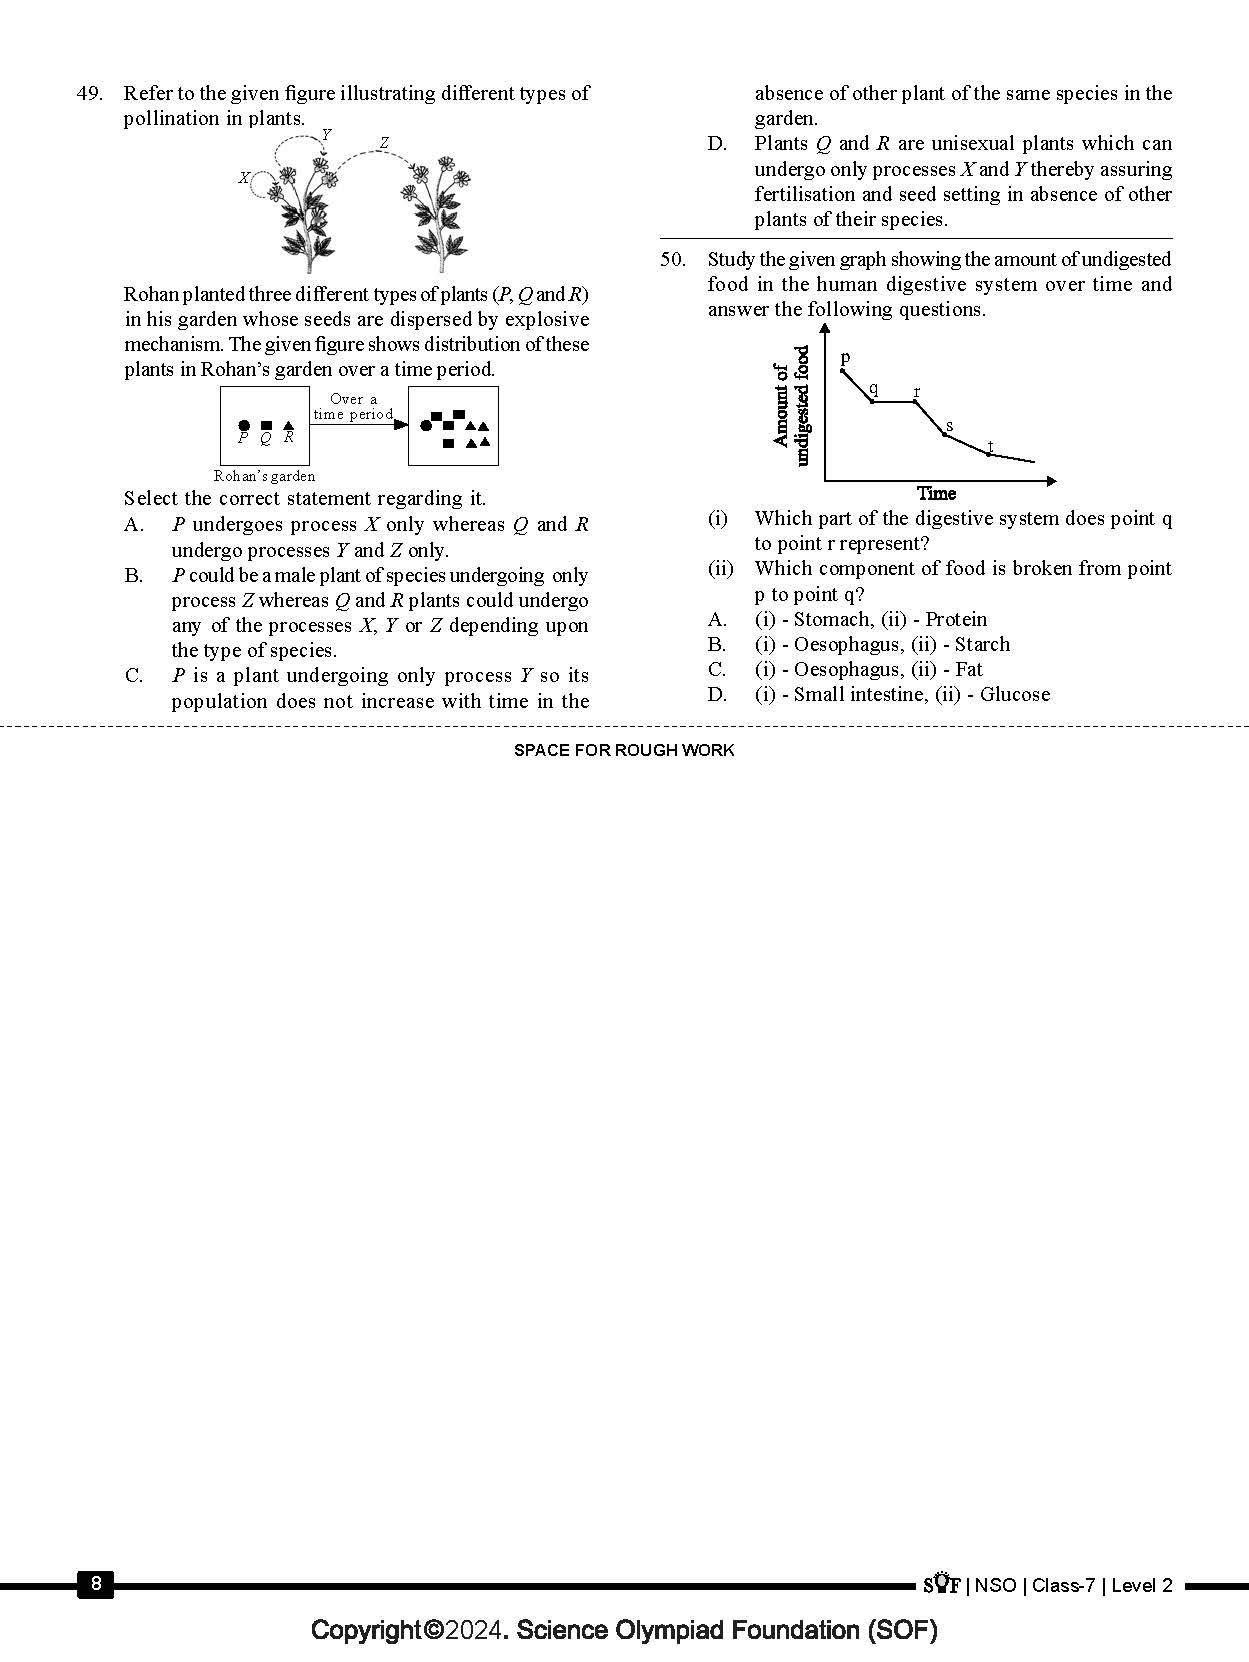 49. Refer to the given figure illustrating different types of
pollination in plants.
Y
Z
X
Rohan planted three different types of plants (P, Q and R)
in his garden whose seeds are dispersed by explosive
mechanism. The given figure shows distribution of these
plants in Rohan's garden over a time period.
Over a
time period
P Q R
Rohan's garden
Select the correct statement regarding it.
A. P undergoes process X only whereas Q and R
undergo processes Y and Z only.
B. P could be a male plant of species undergoing only
process Z whereas Q and R plants could undergo
any of the processes X, Y or Z depending upon
the type of species.
C. P is a plant undergoing only process Y so its
population does not increase with time in the
absence of other plant of the same species in the
garden.
D. Plants Q and R are unisexual plants which can
undergo only processes X and Y thereby assuring
fertilisation and seed setting in absence of other
plants of their species.
50. Study the given graph showing the amount of undigested
food in the human digestive system over time and
answer the following questions.
Amount of
undigested food
p
q
r
s
t
Time
(i) Which part of the digestive system does point q
to point r represent?
(ii) Which component of food is broken from point
p to point q?
A. (i) - Stomach, (ii) - Protein
B. (i) - Oesophagus, (ii) - Starch
C. (i) - Oesophagus, (ii) - Fat
D. (i) - Small intestine, (ii) - Glucose
SPACE FOR ROUGH WORK
8
SOF | NSO | Class-7 | Level 2
Copyright©2024. Science Olympiad Foundation (SOF)